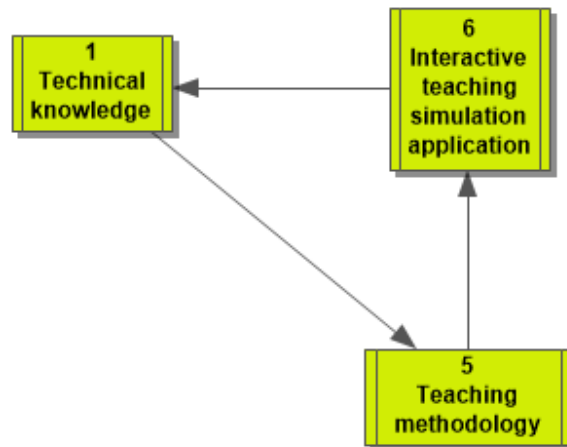 1
Technical
knowledge
6
Interactive
teaching
simulation
application
5
Teaching
methodology